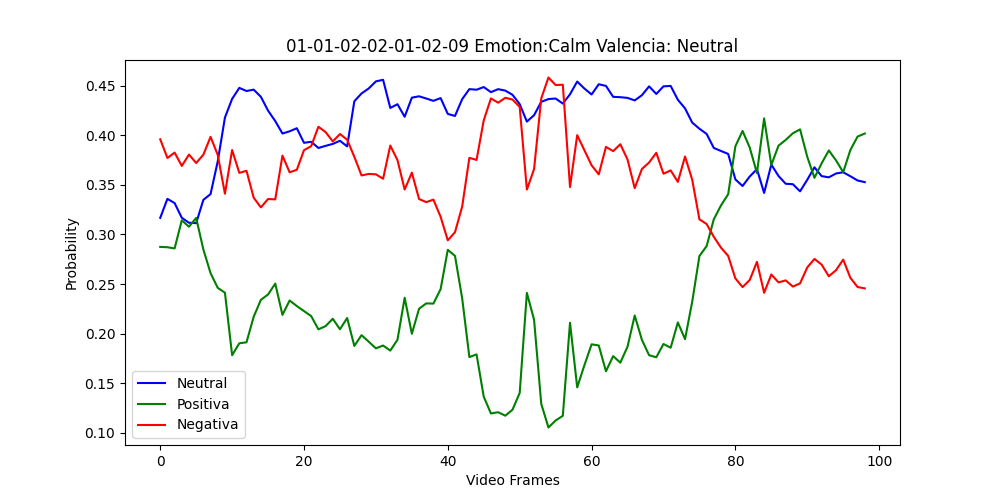 01-01-02-02-01-02-09 Emotion:Calm Valencia: Neutral
Probability
0.45
0.40
0.35
0.30
0.25
0.20
0.15
0.10
Neutral
Positiva
Negativa
0 20 40 60 80 100
Video Frames